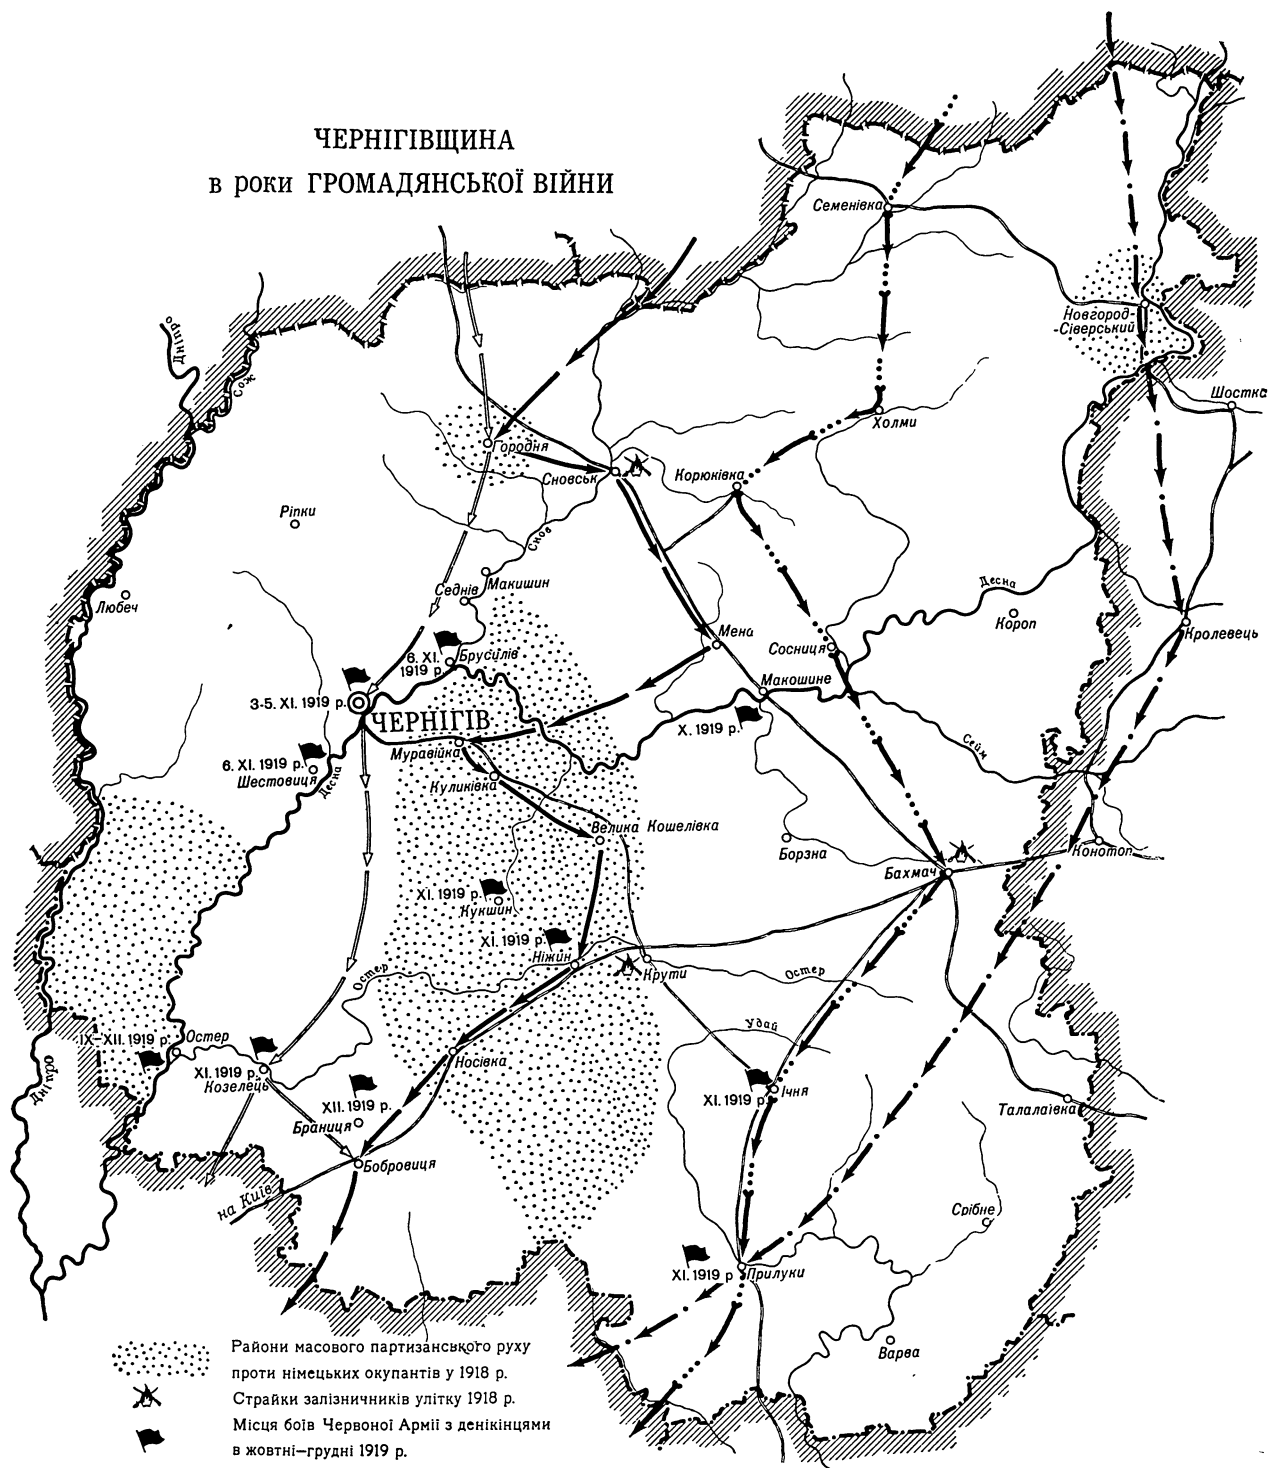 ЧЕРНІГІВЩИНА
в роки ГРОМАДЯНСЬКОЇ ВІЙНИ
Семенівка
Дніпро
Сож
Новгород-
-Сіверський
Шостка
Холми
Городня
Сновськ
Корюківка
Ріпки
Снов
Макишин
Седнів
Любеч
Десна
Короп
Кролевець
Мена
Сосниця
6. XI.
1919 р.
Брусилів
Макошине
3-5. XI. 1919 р.
ЧЕРНІГІВ
X. 1919 р.
Муравійка
Сейм
6. XI. 1919 р.
Шестовиця
Десна
Куликівка
Велика Кошелівка
Борзна
Конотоп
Бахмач
XI. 1919 р.
Кукшин
XI. 1919 р.
Ніжин
Крути
Остер
Остер
Удай
IX-XII. 1919 р.
Остер
Носівка
XI. 1919 р.
Козелець
Дніпро
XII. 1919 р.
Браниця
XI. 1919 р.
Ічня
Талалаївка
Бобровиця
на Київ
Срібне
XI. 1919 р
Прилуки
Варва
Райони масового партизанського руху
проти німецьких окупантів у 1918 р.
Страйки залізничників улітку 1918 р.
Місця боїв Червоної Армії з денікінцями
в жовтні-грудні 1919 р.